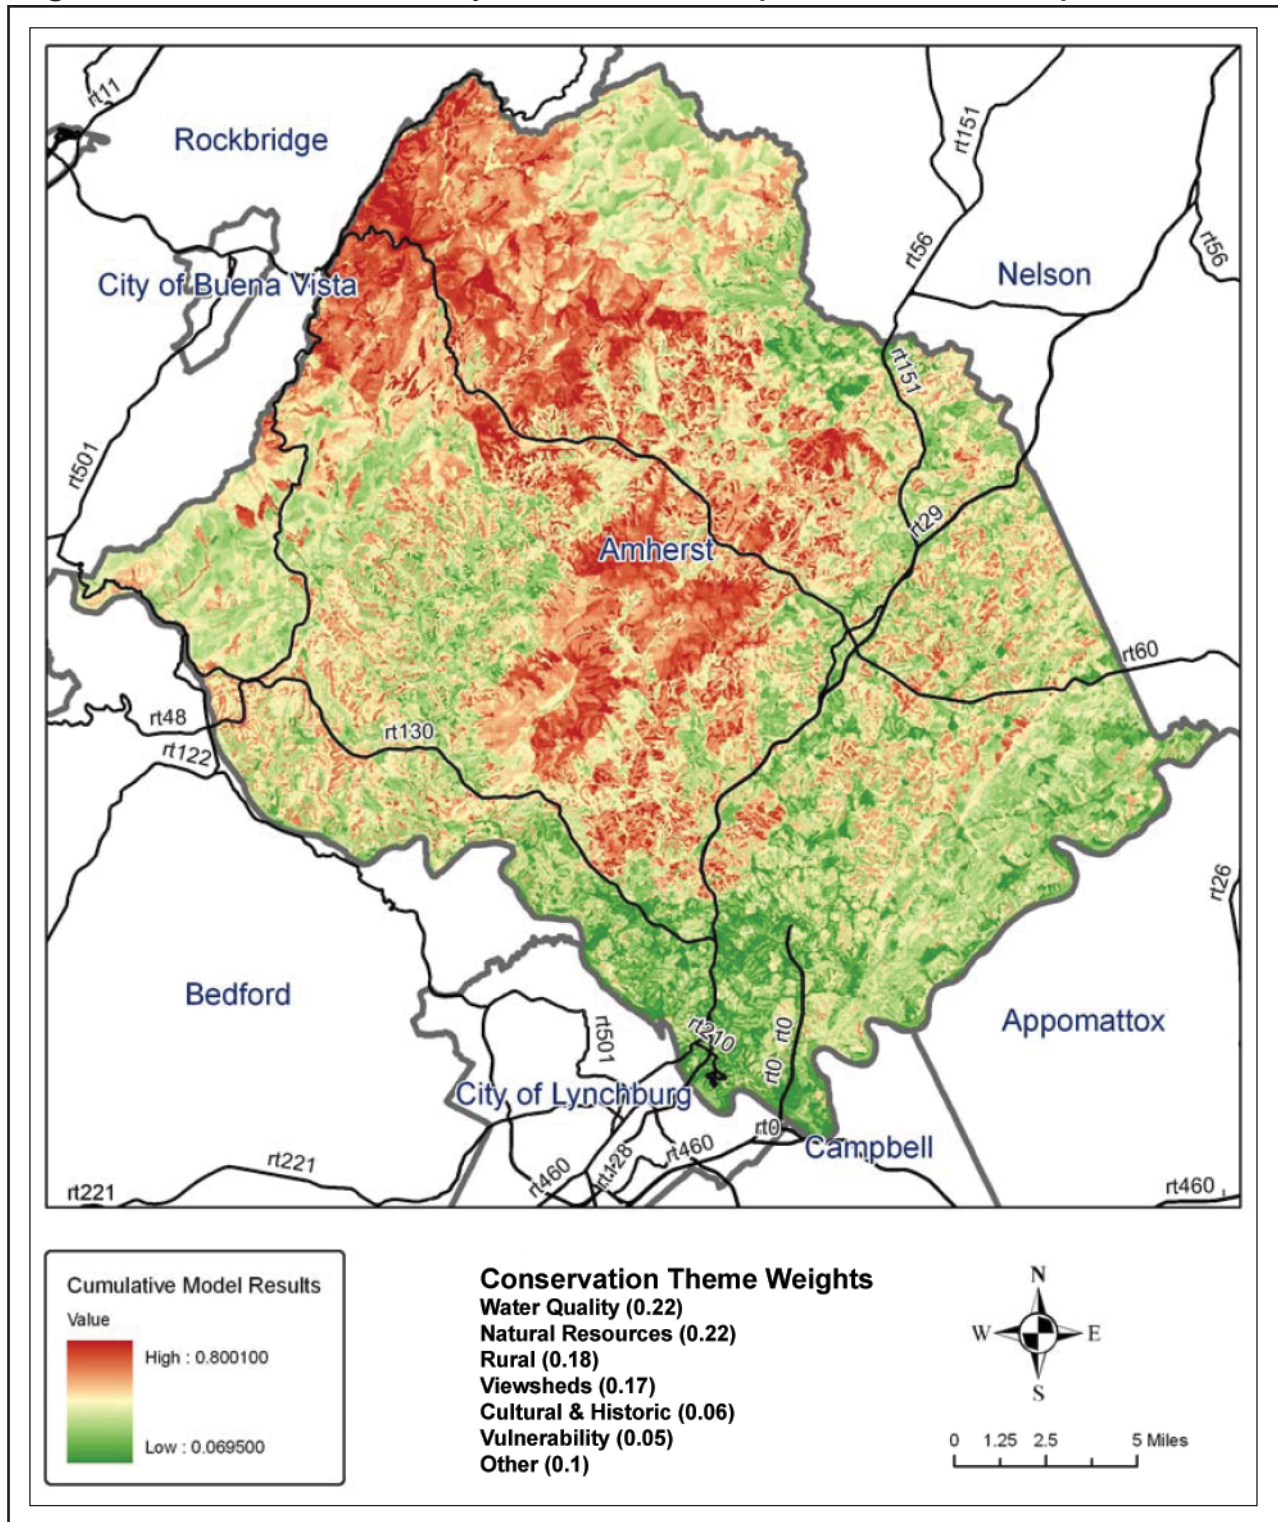 rt11
Rockbridge
rt151
rt56
rt56
Nelson
City of Buena Vista
rt151
rt501
rt29
Amherst
rt60
rt48
rt130
rt122
rt26
Bedford
Appomattox
rt501
rt210
rt0
rt0
City of Lynchburg
rt0
Campbell
rt460
rt128
rt460
rt221
rt221
rt460
Cumulative Model Results
Value
High : 0.800100
Low : 0.069500
Conservation Theme Weights
Water Quality (0.22)
Natural Resources (0.22)
Rural (0.18)
Viewsheds (0.17)
Cultural & Historic (0.06)
Vulnerability (0.05)
Other (0.1)
N
W E
S
0 1.25 2.5 5 Miles